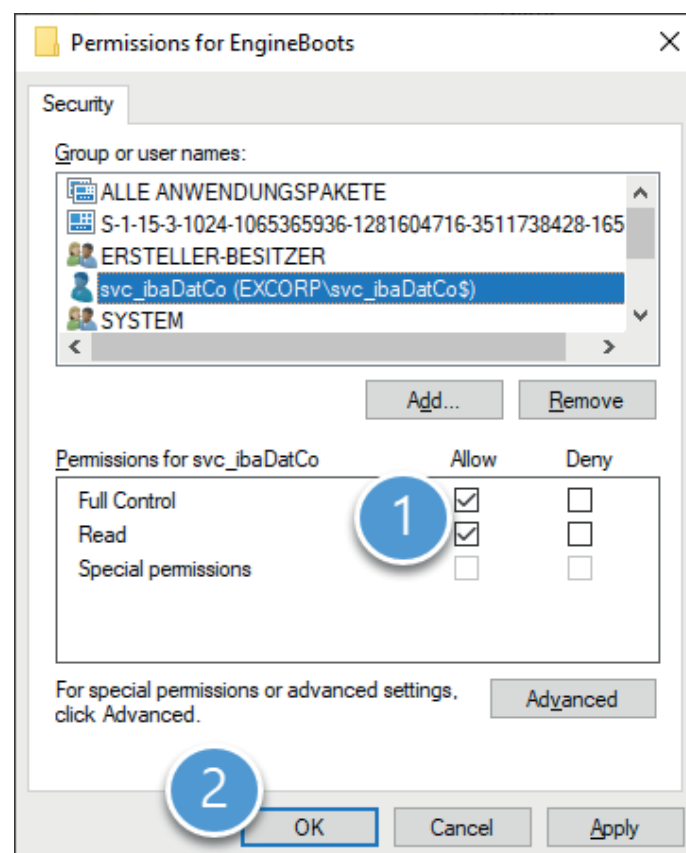 Permissions for EngineBoots
Security
Group or user names:
ALLE ANWENDUNGSPAKETE
S-1-15-3-1024-1065365936-1281604716-3511738428-165
ERSTELLER-BESITZER
svc_ibaDatCo (EXCORP\svc_ibaDatCo$)
SYSTEM
Add... Remove
Permissions for svc_ibaDatCo Allow Deny
Full Control
1
Read
Special permissions
For special permissions or advanced settings, Advanced
click Advanced.
2
OK Cancel Apply